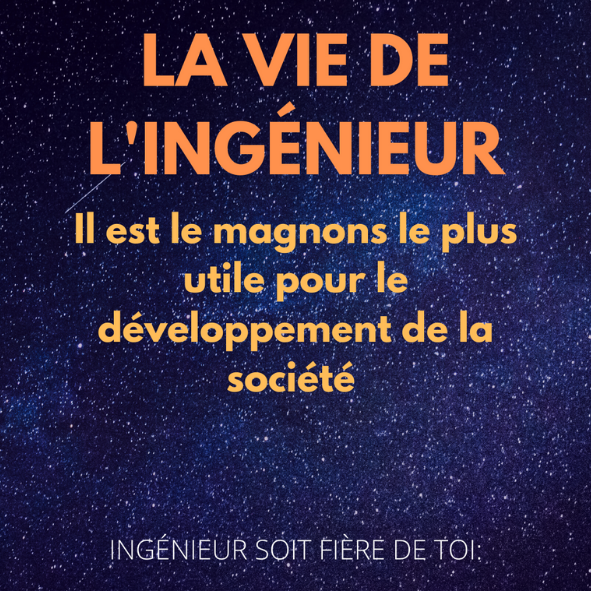 LA VIE DE
L'INGÉNIEUR
Il est le magnons le plus
utile pour le
développement de la
société
INGÉNIEUR SOIT FIÈRE DE TOI: